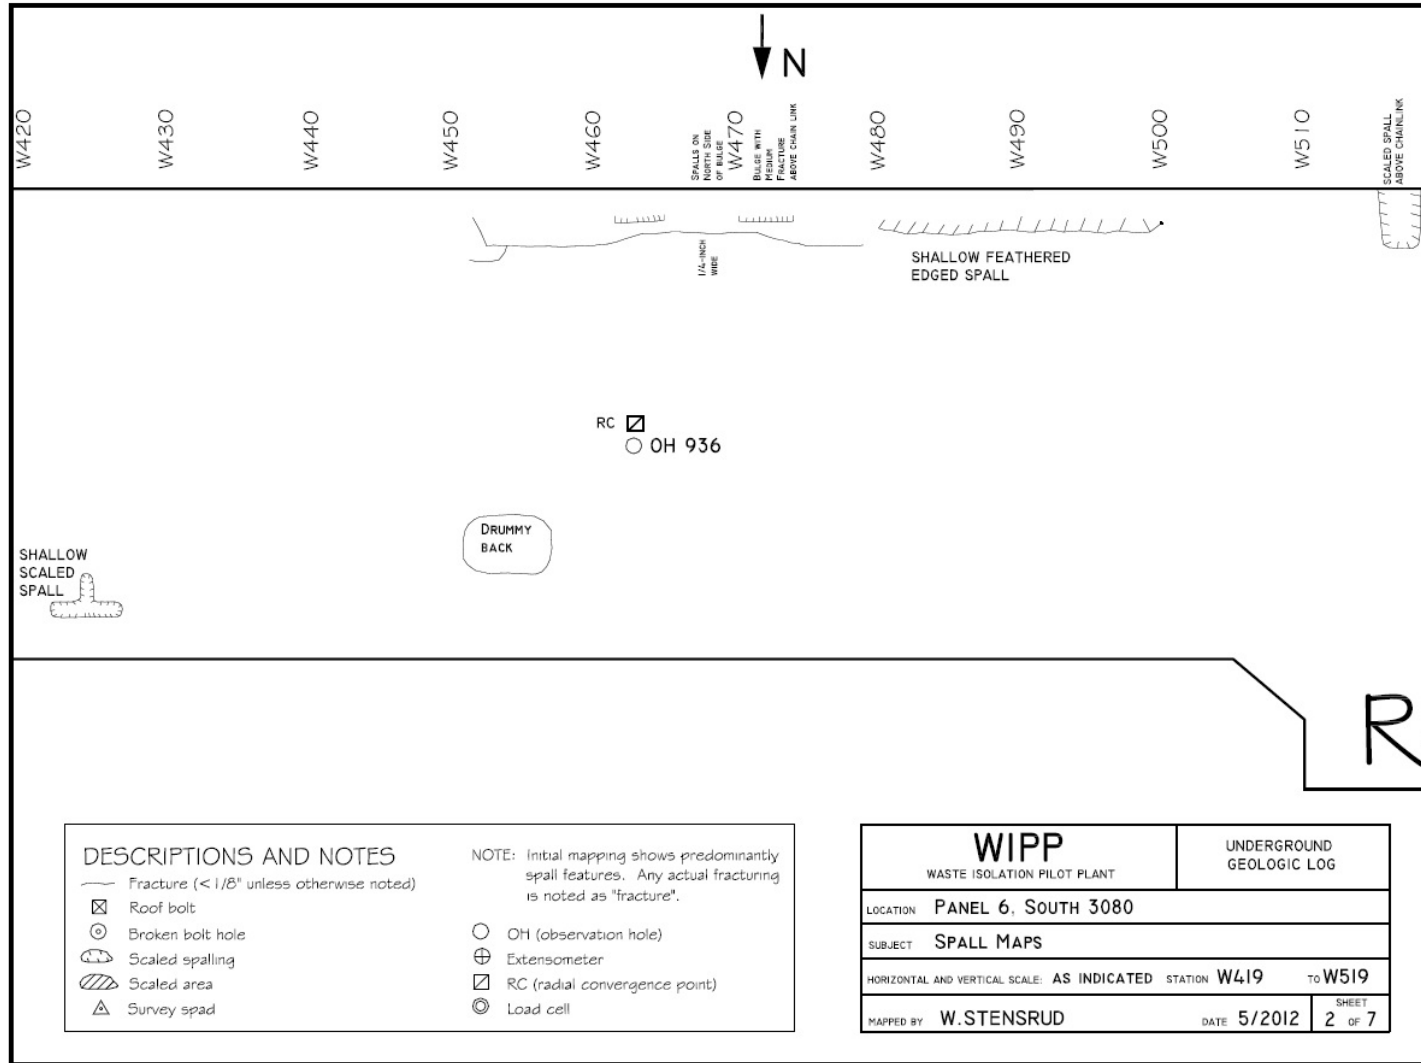 N
W420
W430
W440
W450
W460
SPALLS ON
NORTH SIDE
OF BULGE
W470
BULGE WITH
MEDIUM
FRACTURE
ABOVE CHAIN LINK
W480
W490
W500
W510
SCALED SPALL
ABOVE CHAINLINK
1/4-INCH
WIDE
SHALLOW FEATHERED
EDGED SPALL
RC
OH 936
DRUMMY
BACK
SHALLOW
SCALED
SPALL
R
DESCRIPTIONS AND NOTES
Fracture (< 1/8" unless otherwise noted)
Roof bolt
Broken bolt hole
Scaled spalling
Scaled area
Survey spad
NOTE: Initial mapping shows predominantly
spall features. Any actual fracturing
is noted as "fracture".
OH (observation hole)
Extensometer
RC (radial convergence point)
Load cell
WIPP
WASTE ISOLATION PILOT PLANT
UNDERGROUND
GEOLOGIC LOG
LOCATION PANEL 6, SOUTH 3080
SUBJECT SPALL MAPS
HORIZONTAL AND VERTICAL SCALE: AS INDICATED STATION W419 TO W519
MAPPED BY W.STENSRUD DATE 5/2012 SHEET
2 OF 7